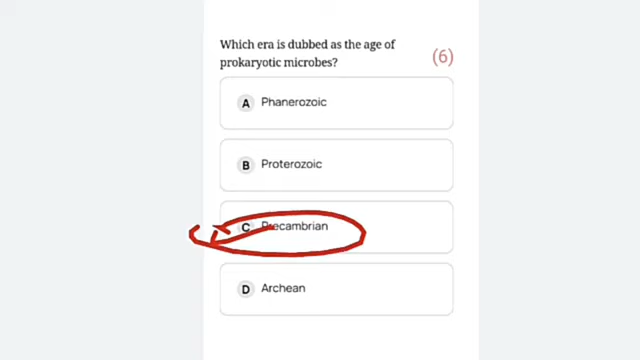 Which era is dubbed as the age of
prokaryotic microbes?
(6)
A Phanerozoic
B Proterozoic
C Precambrian
D Archean